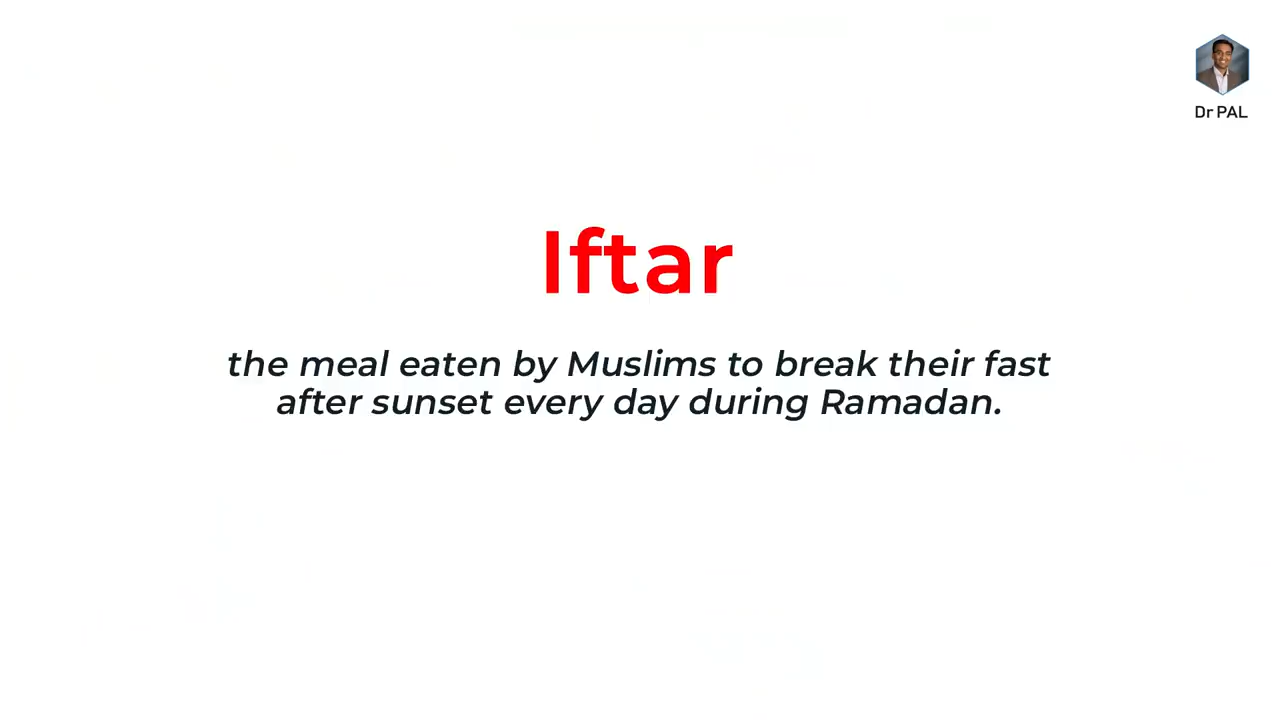 Dr PAL
Iftar
the meal eaten by Muslims to break their fast
after sunset every day during Ramadan.